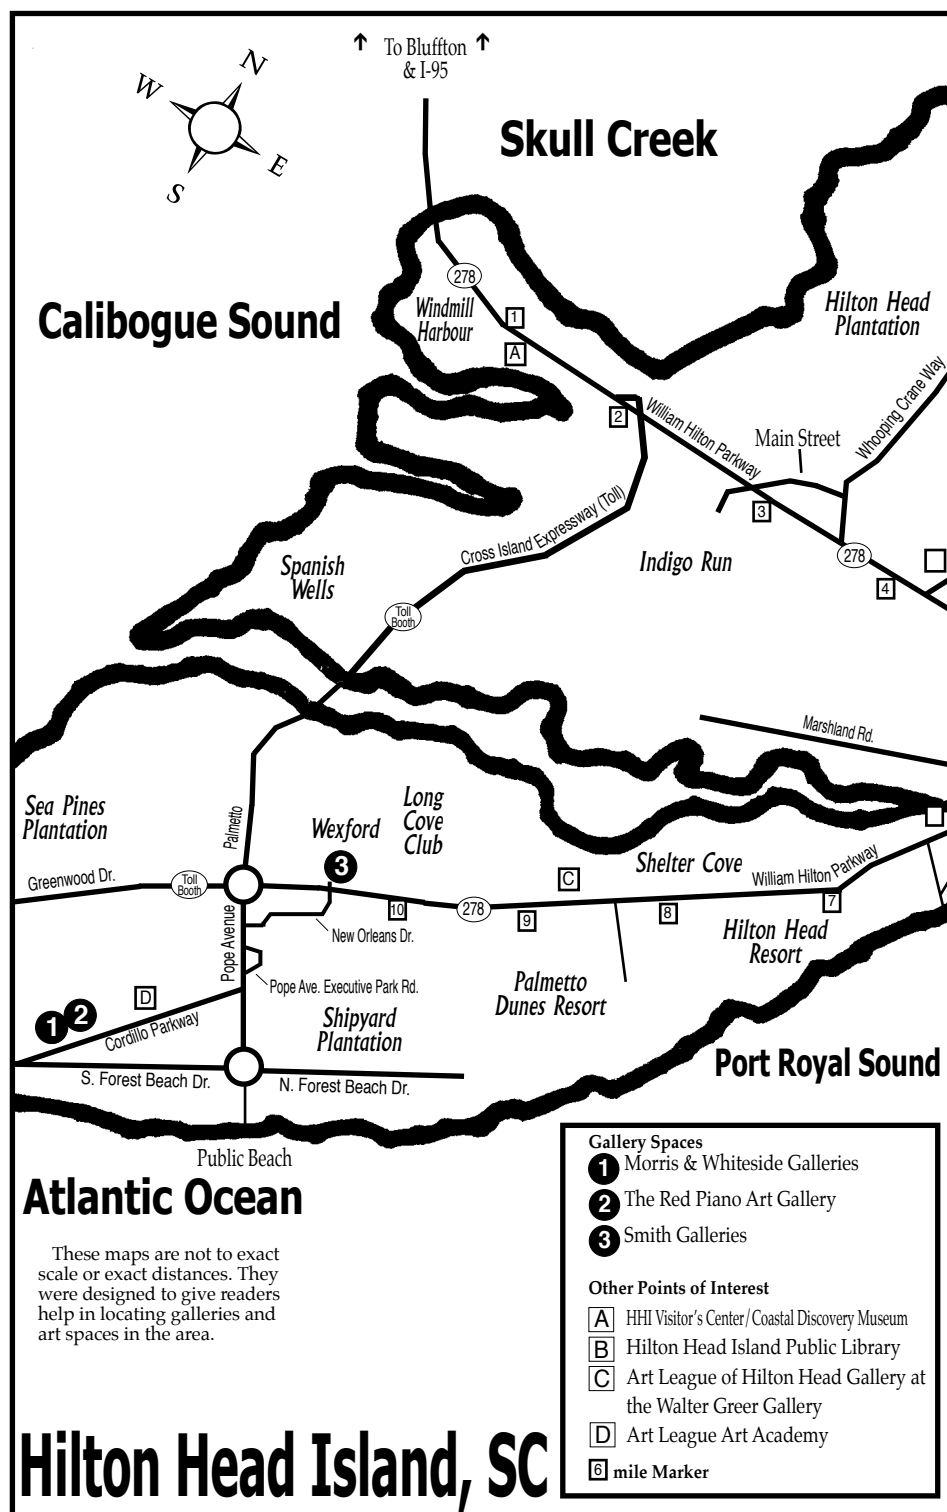 To Bluffton
& I-95
N
W
E
S
Skull Creek
278
Windmill
Harbour
1
A
Calibogue Sound
Hilton Head
Plantation
Whooping Crane Way
2
William Hilton Parkway
Main Street
3
Cross Island Expressway (Toll)
278
4
Indigo Run
Spanish
Wells
Toll
Booth
Marshland Rd.
Sea Pines
Plantation
Palmetto
Wexford
Long
Cove
Club
3
Shelter Cove
William Hilton Parkway
Greenwood Dr.
Toll
Booth
C
10
278
9
8
7
Pope Avenue
New Orleans Dr.
Hilton Head
Resort
Pope Ave. Executive Park Rd.
Palmetto
Dunes Resort
D
1
2
Cordillo Parkway
Shipyard
Plantation
Port Royal Sound
S. Forest Beach Dr.
N. Forest Beach Dr.
Public Beach
Atlantic Ocean
These maps are not to exact
scale or exact distances. They
were designed to give readers
help in locating galleries and
art spaces in the area.
Gallery Spaces
1 Morris & Whiteside Galleries
2 The Red Piano Art Gallery
3 Smith Galleries
Other Points of Interest
A HHI Visitor's Center/Coastal Discovery Museum
B Hilton Head Island Public Library
C Art League of Hilton Head Gallery at
the Walter Greer Gallery
D Art League Art Academy
6 mile Marker
Hilton Head Island, SC